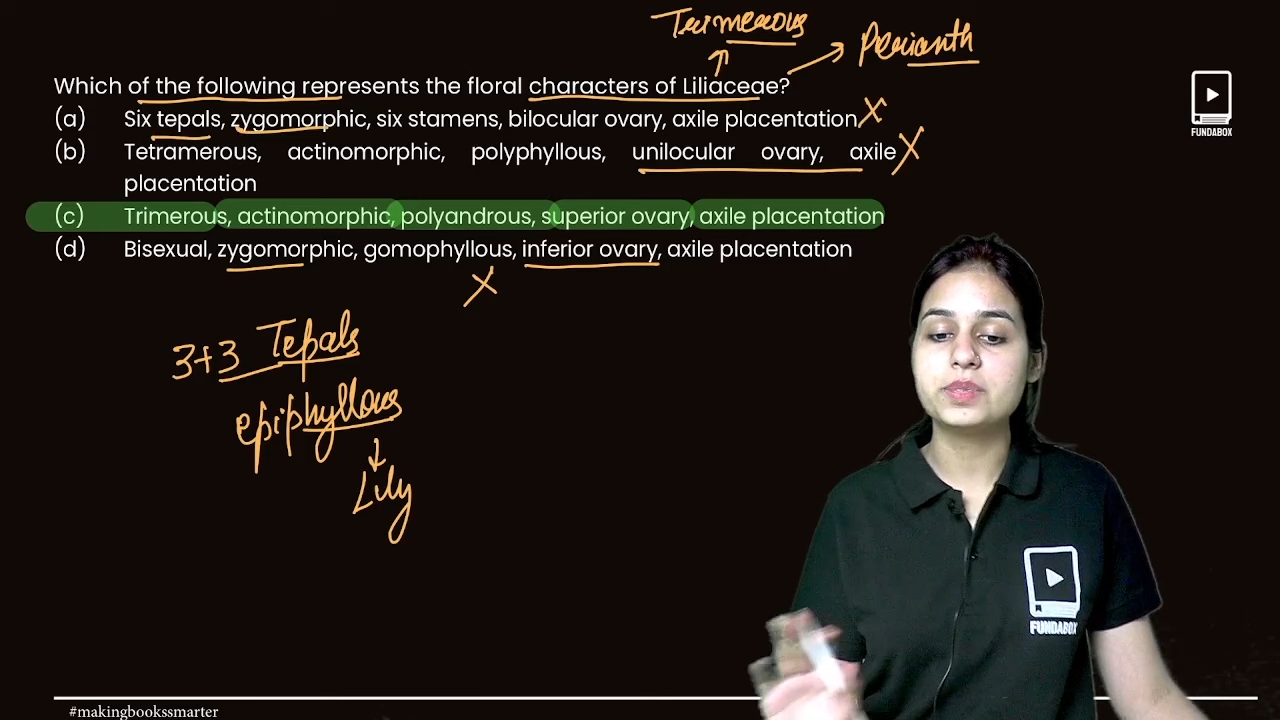 Trimerous
Perianth
Which of the following represents the floral characters of Liliaceae?
(a) Six tepals, zygomorphic, six stamens, bilocular ovary, axile placentation X
(b) Tetramerous, actinomorphic, polyphyllous, unilocular ovary, axile X
placentation
(c) Trimerous, actinomorphic, polyandrous, superior ovary, axile placentation
(d) Bisexual, zygomorphic, gomophyllous, inferior ovary, axile placentation
X
3+3 Tepals
epiphyllous
Lily
FUNDABOX
FUNDABOX
#makingbookssmarter